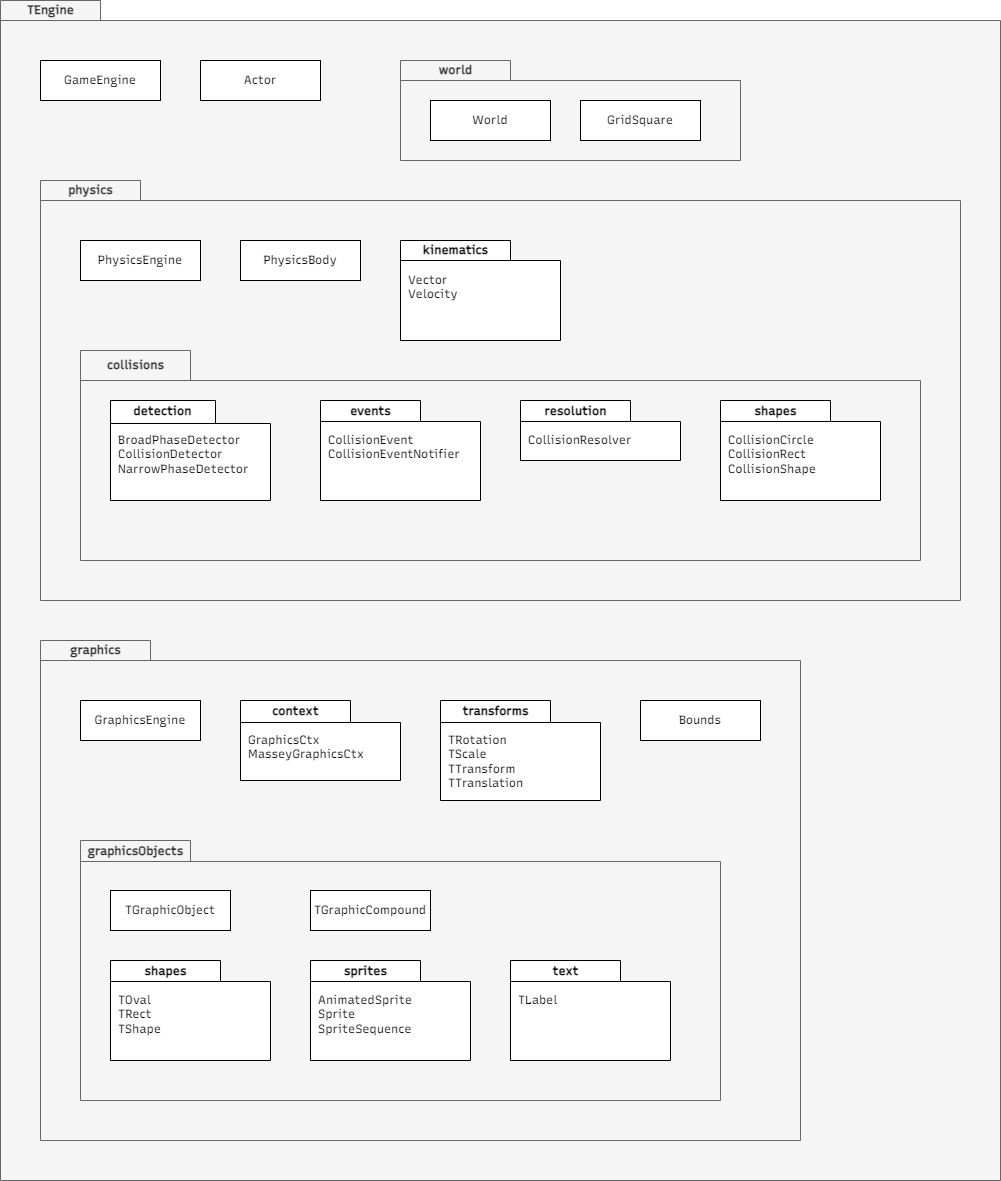 TEngine
GameEngine
Actor
world
World
GridSquare
physics
PhysicsEngine
PhysicsBody
kinematics
Vector
Velocity
collisions
detection
BroadPhaseDetector
CollisionDetector
NarrowPhaseDetector
events
CollisionEvent
CollisionEventNotifier
resolution
CollisionResolver
shapes
CollisionCircle
CollisionRect
CollisionShape
graphics
GraphicsEngine
context
GraphicsCtx
MasseyGraphicsCtx
transforms
TRotation
TScale
TTransform
TTranslation
Bounds
graphicsObjects
TGraphicObject
TGraphicCompound
shapes
TOval
TRect
TShape
sprites
AnimatedSprite
Sprite
SpriteSequence
text
TLabel